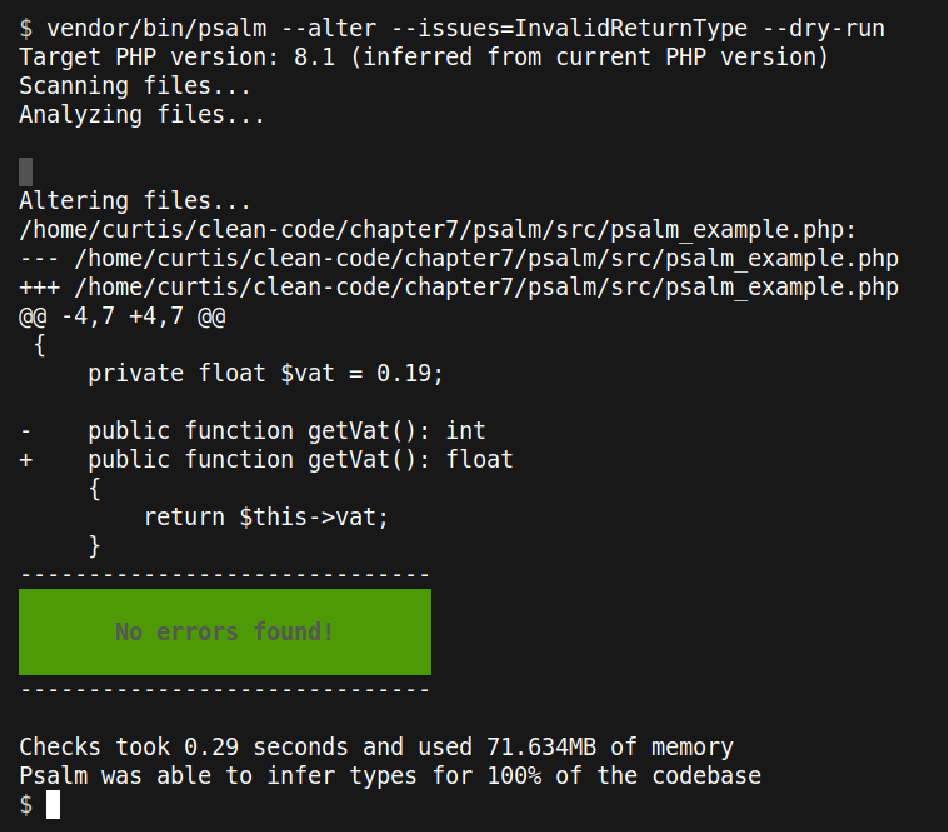 $ vendor/bin/psalm --alter --issues=InvalidReturnType --dry-run
Target PHP version: 8.1 (inferred from current PHP version)
Scanning files...
Analyzing files...
Altering files...
/home/curtis/clean-code/chapter7/psalm/src/psalm_example.php:
--- /home/curtis/clean-code/chapter7/psalm/src/psalm_example.php
+++ /home/curtis/clean-code/chapter7/psalm/src/psalm_example.php
@@ -4,7 +4,7 @@
 {
     private float $vat = 0.19;
-    public function getVat(): int
+    public function getVat(): float
     {
         return $this->vat;
     }
------------------------------
No errors found!
------------------------------
Checks took 0.29 seconds and used 71.634MB of memory
Psalm was able to infer types for 100% of the codebase
$